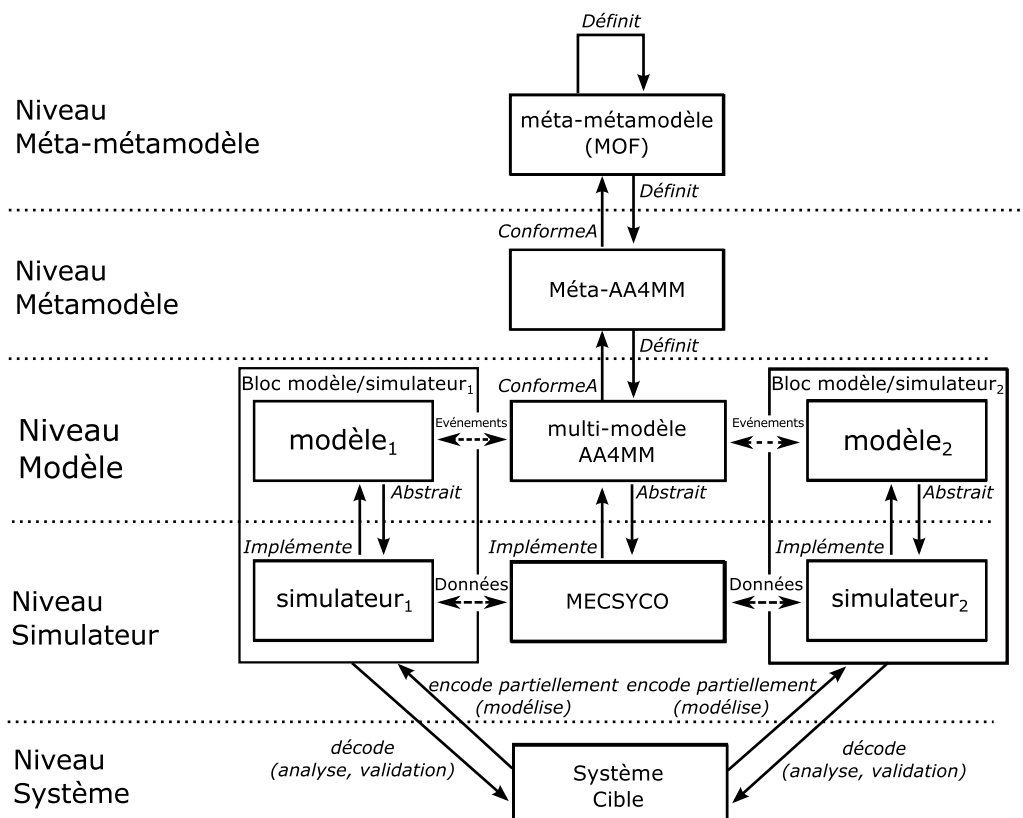 Définit
Niveau
Méta-métamodèle
méta-métamodèle
(MOF)
Définit
ConformeA
Niveau
Métamodèle
Méta-AA4MM
Définit
ConformeA
Bloc modèle/simulateur₁
Bloc modèle/simulateur₂
Niveau
Modèle
modèle₁
Evénements
multi-modèle
AA4MM
Evénements
modèle₂
Abstrait
Abstrait
Abstrait
Implémente
Implémente
Implémente
Niveau
Simulateur
simulateur₁
Données
MECSYCO
Données
simulateur₂
encode partiellement
(modélise)
encode partiellement
(modélise)
Niveau
Système
décode
(analyse, validation)
Système
Cible
décode
(analyse, validation)